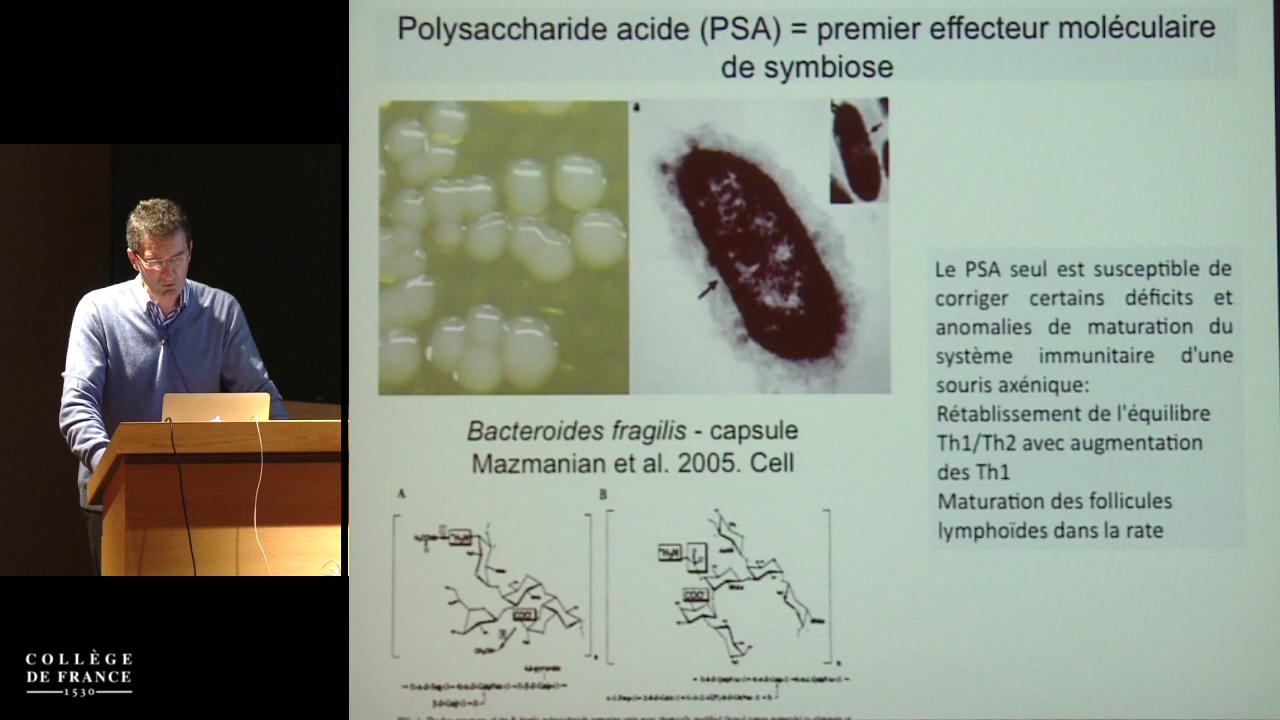 Polysaccharide acide (PSA) = premier effecteur moléculaire
de symbiose
Le PSA seul est susceptible de
corriger certains déficits et
anomalies de maturation du
système immunitaire d'une
souris axénique:
Rétablissement de l'équilibre
Th1/Th2 avec augmentation
des Th1
Maturation des follicules
lymphoïdes dans la rate
Bacteroides fragilis - capsule
Mazmanian et al. 2005. Cell
A
B
COLLÈGE
DE FRANCE
1530